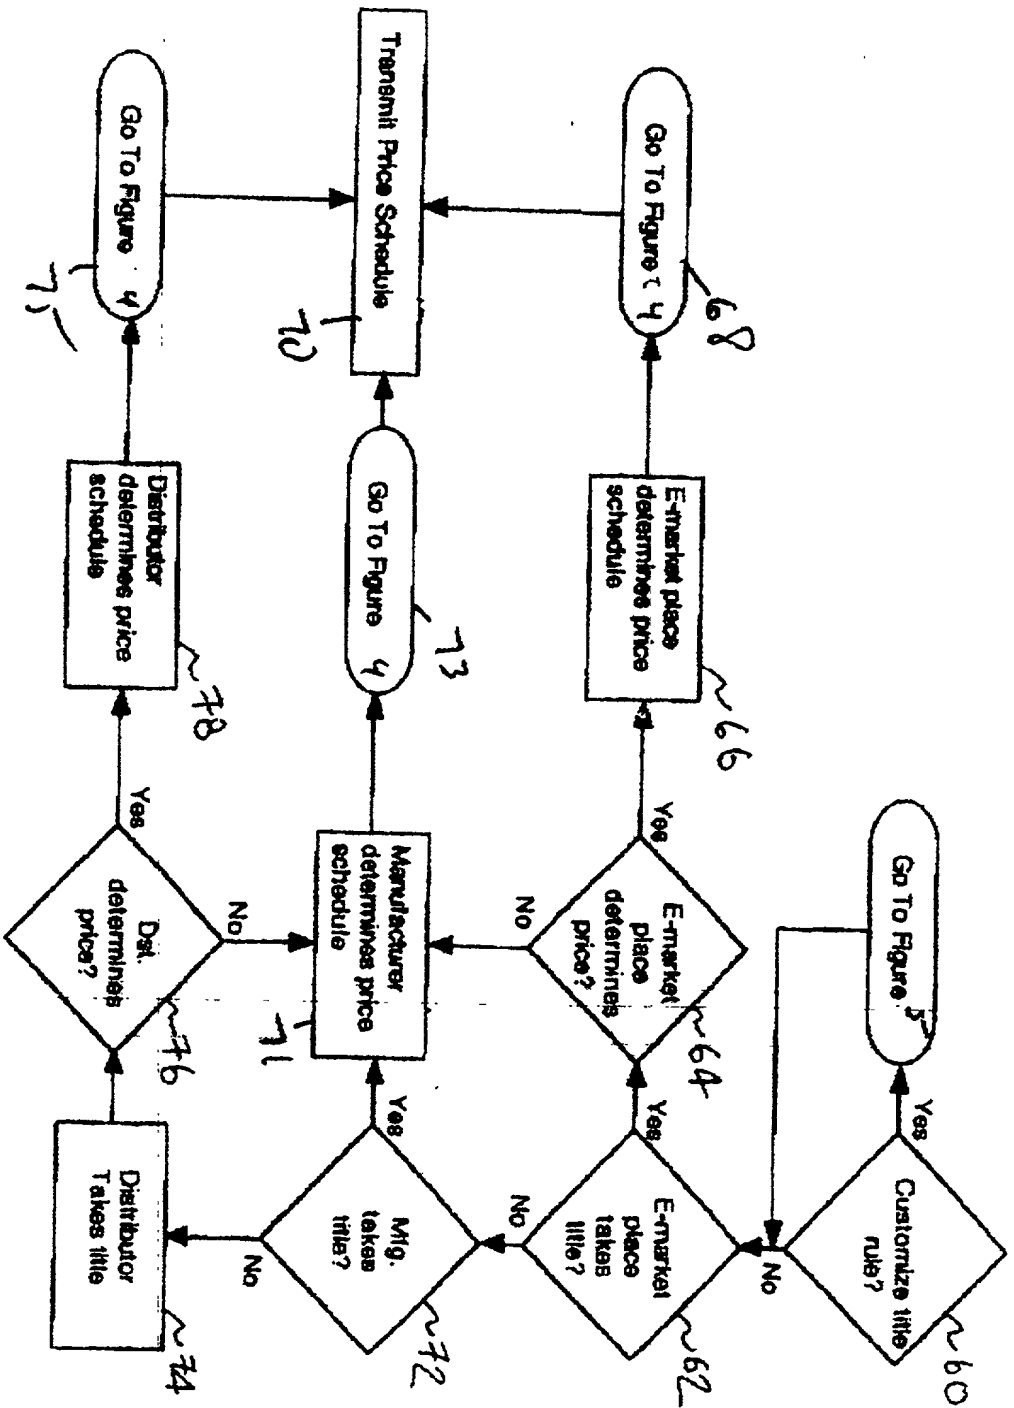 Go To Figure 5
Yes
Customize title
rule?
60
No
68
Go To Figure 4
E-market place
determines price
schedule
66
Yes
E-market
place
determines
price?
64
No
Yes
E-market
place
takes
title?
62
No
Transmit Price Schedule
70
Go To Figure 4
73
Manufacturer
determines price
schedule
71
Yes
Mfg.
takes
title?
72
No
Go To Figure 4
Distributor
determines price
schedule
78
Yes
Dst.
determines
price?
76
No
Distributor
Takes title
74